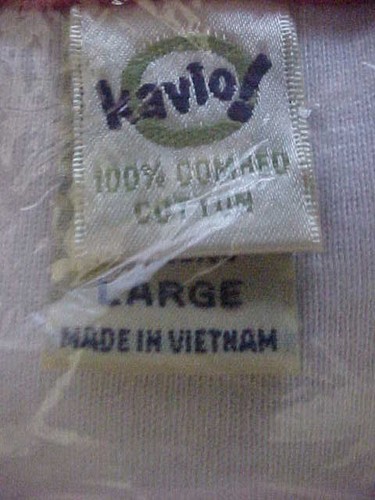 kavio!
100% COMBED
COTTON
LARGE
MADE IN VIETNAM